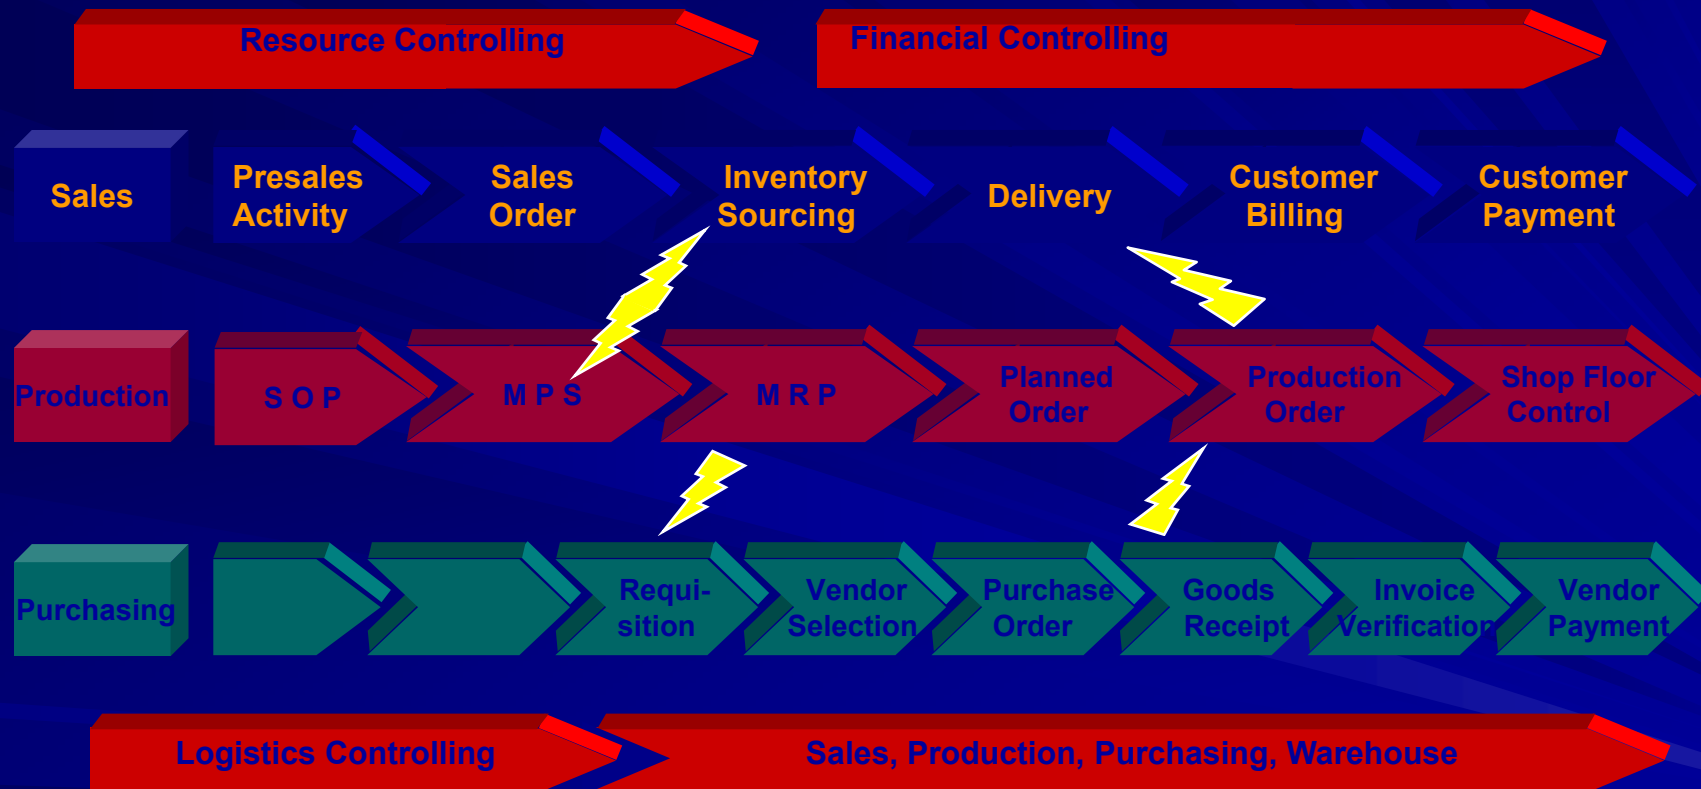 Resource Controlling
Financial Controlling
Sales
Presales
Activity
Sales
Order
Inventory
Sourcing
Delivery
Customer
Billing
Customer
Payment
Production
S O P
M P S
M R P
Planned
Order
Production
Order
Shop Floor
Control
Purchasing
Requi-
sition
Vendor
Selection
Purchase
Order
Goods
Receipt
Invoice
Verification
Vendor
Payment
Logistics Controlling
Sales, Production, Purchasing, Warehouse